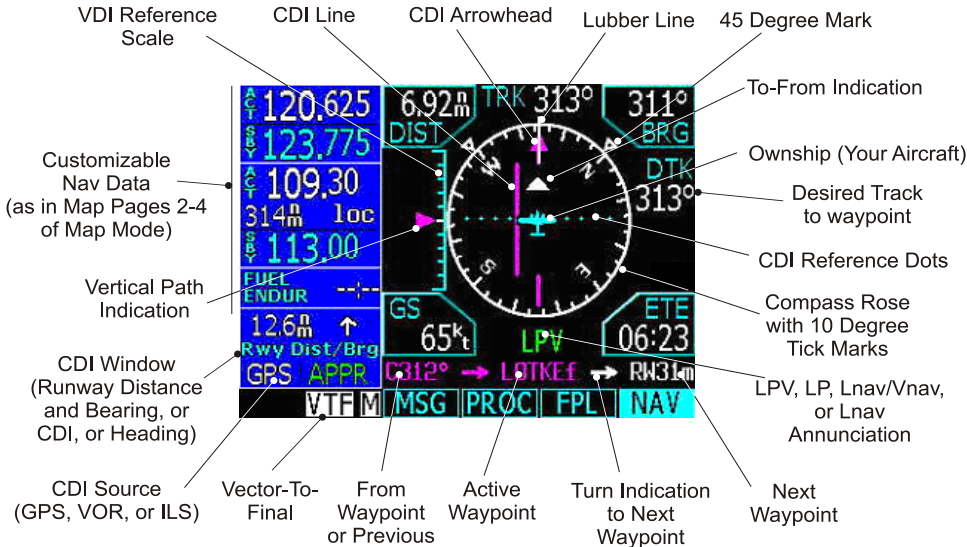 VDI Reference
Scale
CDI Line
CDI Arrowhead
Lubber Line
45 Degree Mark
To-From Indication
Customizable
Nav Data
(as in Map Pages 2-4
of Map Mode)
Vertical Path
Indication
CDI Window
(Runway Distance
and Bearing, or
CDI, or Heading)
CDI Source
(GPS, VOR, or ILS)
ACT 120.625
SBY 123.775
ACT 109.30
314nm loc
SBY 113.00
FUEL
ENDUR --:--
12.6nm ↑
Rwy Dist/Brg
GPS APPR
VTF M
6.92nm
DIST
TRK 313°
311°
BRG
DTK
313°
W
N
S
E
GS
65kt
LPV
ETE
06:23
C312° → LOTKEf → RW31m
MSG PROC FPL NAV
Ownship (Your Aircraft)
Desired Track
to waypoint
CDI Reference Dots
Compass Rose
with 10 Degree
Tick Marks
LPV, LP, Lnav/Vnav,
or Lnav
Annunciation
Vector-To-
Final
From
Waypoint
or Previous
Active
Waypoint
Turn Indication
to Next
Waypoint
Next
Waypoint